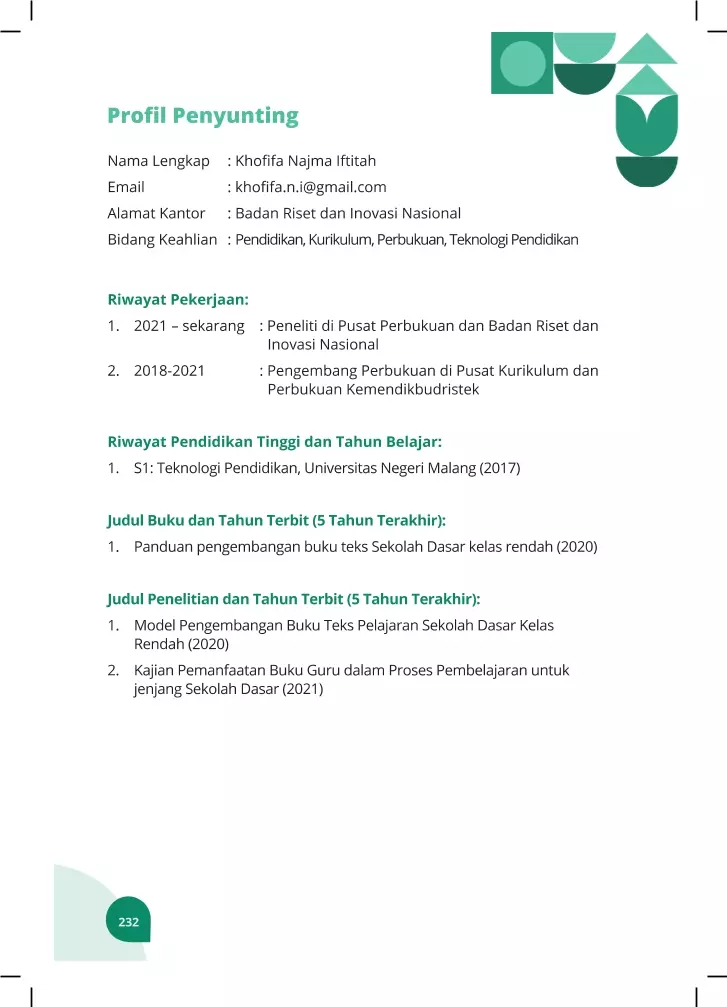 Profil Penyunting
Nama Lengkap : Khofifa Najma Iftitah
Email : khofifa.n.i@gmail.com
Alamat Kantor : Badan Riset dan Inovasi Nasional
Bidang Keahlian : Pendidikan, Kurikulum, Perbukuan, Teknologi Pendidikan
Riwayat Pekerjaan:
1. 2021 – sekarang : Peneliti di Pusat Perbukuan dan Badan Riset dan
Inovasi Nasional
2. 2018-2021 : Pengembang Perbukuan di Pusat Kurikulum dan
Perbukuan Kemendikbudristek
Riwayat Pendidikan Tinggi dan Tahun Belajar:
1. S1: Teknologi Pendidikan, Universitas Negeri Malang (2017)
Judul Buku dan Tahun Terbit (5 Tahun Terakhir):
1. Panduan pengembangan buku teks Sekolah Dasar kelas rendah (2020)
Judul Penelitian dan Tahun Terbit (5 Tahun Terakhir):
1. Model Pengembangan Buku Teks Pelajaran Sekolah Dasar Kelas
Rendah (2020)
2. Kajian Pemanfaatan Buku Guru dalam Proses Pembelajaran untuk
jenjang Sekolah Dasar (2021)
232